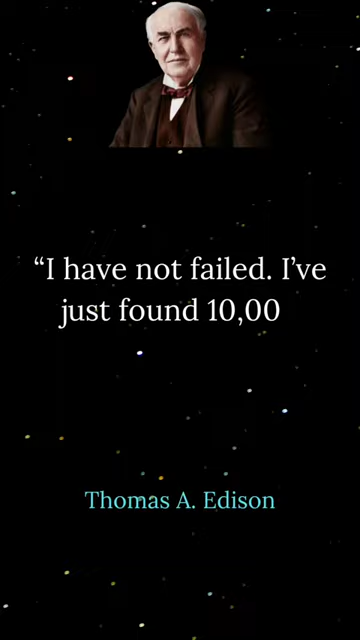 “I have not failed. I’ve
just found 10,00
Thomas A. Edison